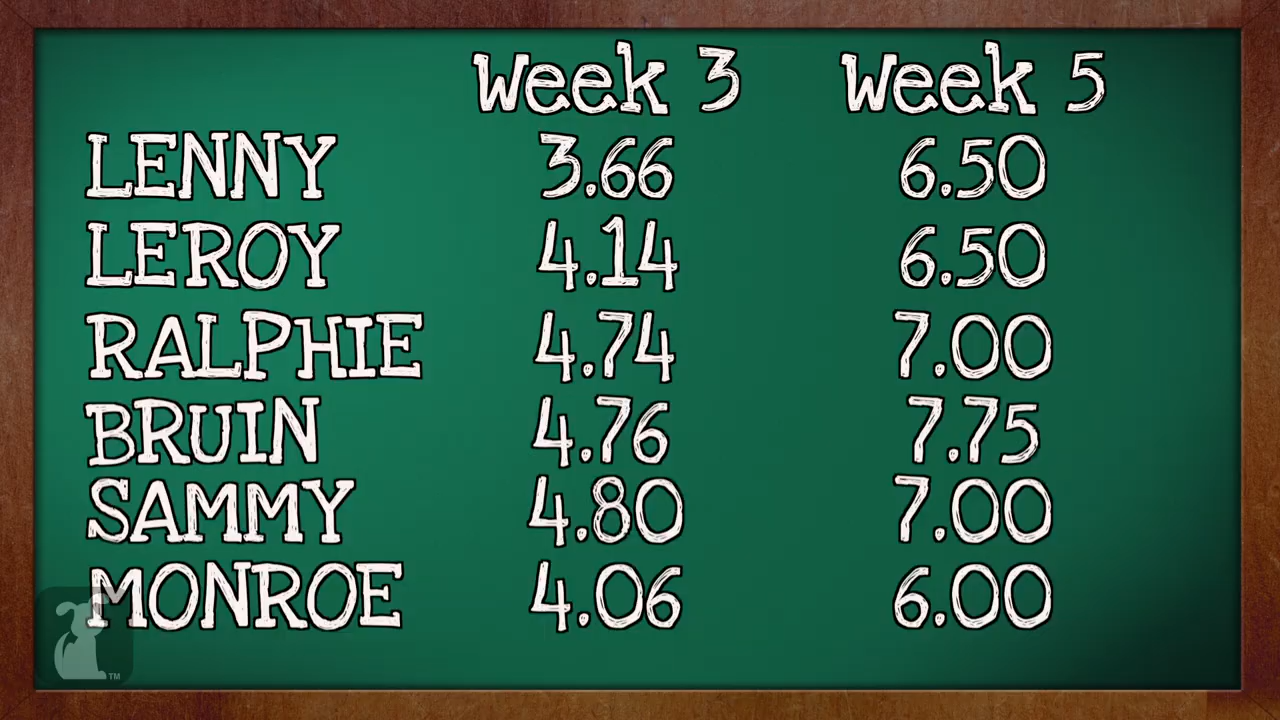 Week 3 Week 5
LENNY 3.66 6.50
LEROY 4.14 6.50
RALPHIE 4.74 7.00
BRUIN 4.76 7.75
SAMMY 4.80 7.00
MONROE 4.06 6.00
TM